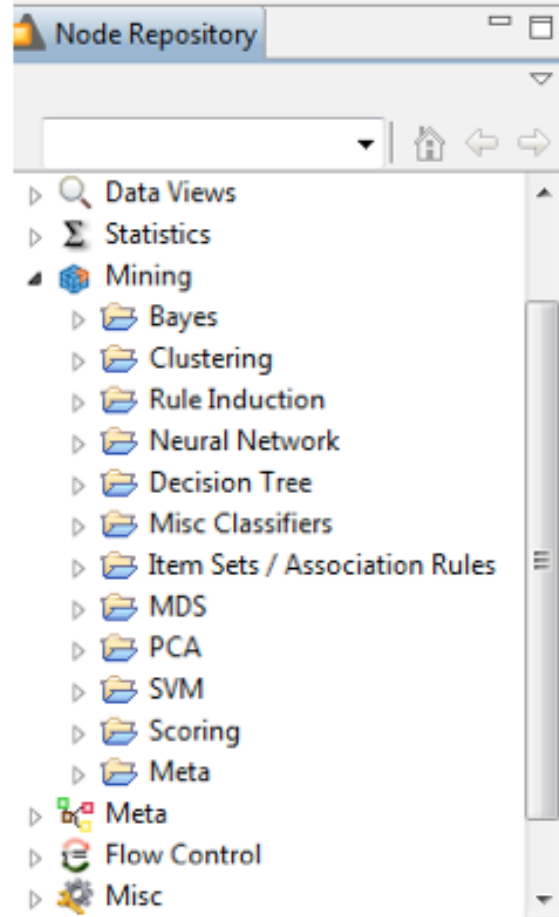 Node Repository
Data Views
Statistics
Mining
Bayes
Clustering
Rule Induction
Neural Network
Decision Tree
Misc Classifiers
Item Sets / Association Rules
MDS
PCA
SVM
Scoring
Meta
Meta
Flow Control
Misc